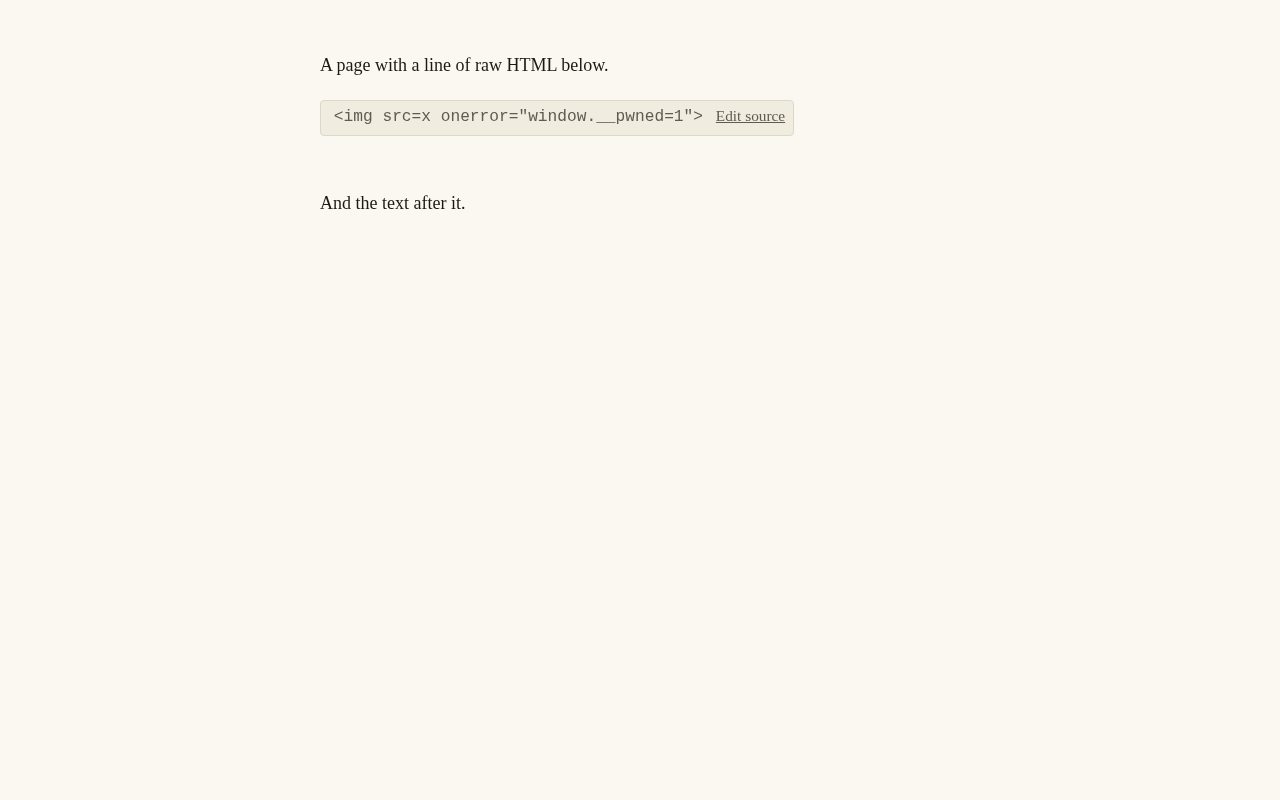 A page with a line of raw HTML below.
<img src=x onerror="window.__pwned=1"> Edit source
And the text after it.